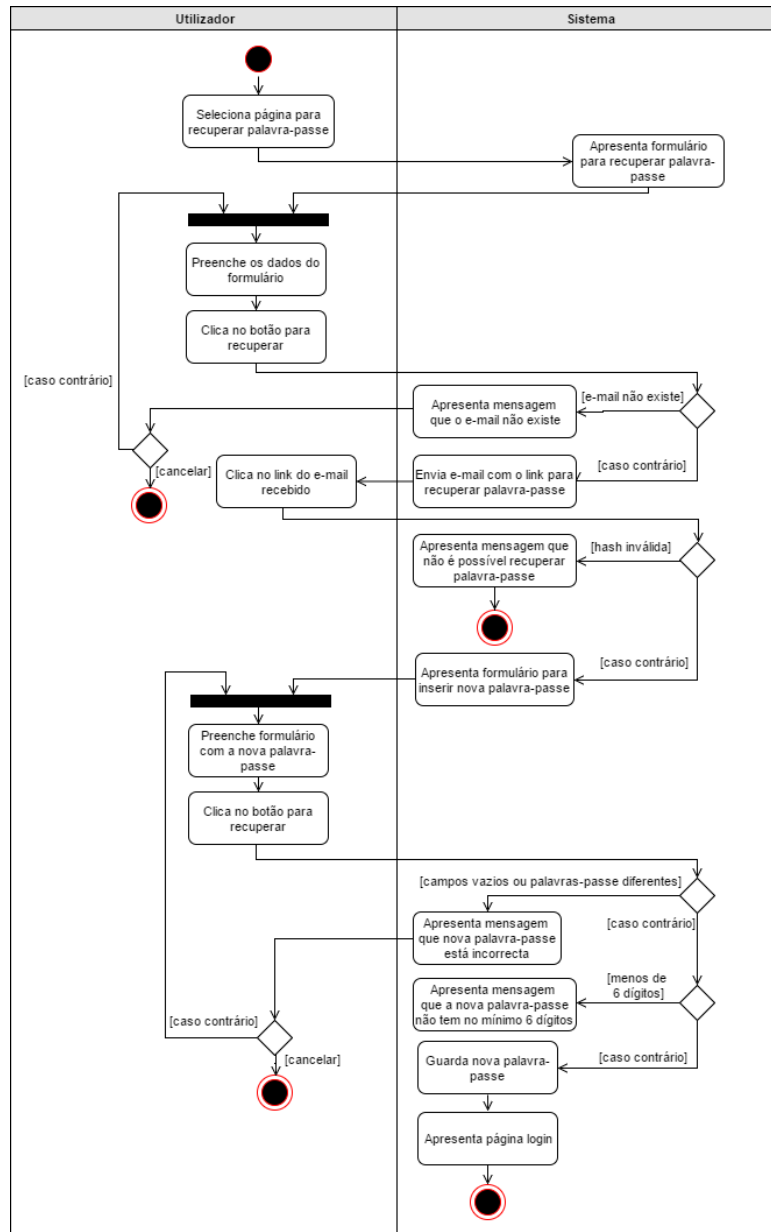 Utilizador
Sistema
Seleciona página para
recuperar palavra-passe
Apresenta formulário
para recuperar palavra-
passe
Preenche os dados do
formulário
Clica no botão para
recuperar
[caso contrário]
[e-mail não existe]
Apresenta mensagem
que o e-mail não existe
[cancelar]
[caso contrário]
Clica no link do e-mail
recebido
Envia e-mail com o link para
recuperar palavra-passe
Apresenta mensagem que
não é possível recuperar
palavra-passe
[hash inválida]
[caso contrário]
Apresenta formulário para
inserir nova palavra-passe
Preenche formulário
com a nova palavra-
passe
Clica no botão para
recuperar
[campos vazios ou palavras-passe diferentes]
[caso contrário]
Apresenta mensagem
que nova palavra-passe
está incorrecta
[menos de
6 dígitos]
Apresenta mensagem
que a nova palavra-passe
não tem no mínimo 6 dígitos
[caso contrário]
[cancelar]
[caso contrário]
Guarda nova palavra-
passe
Apresenta página login